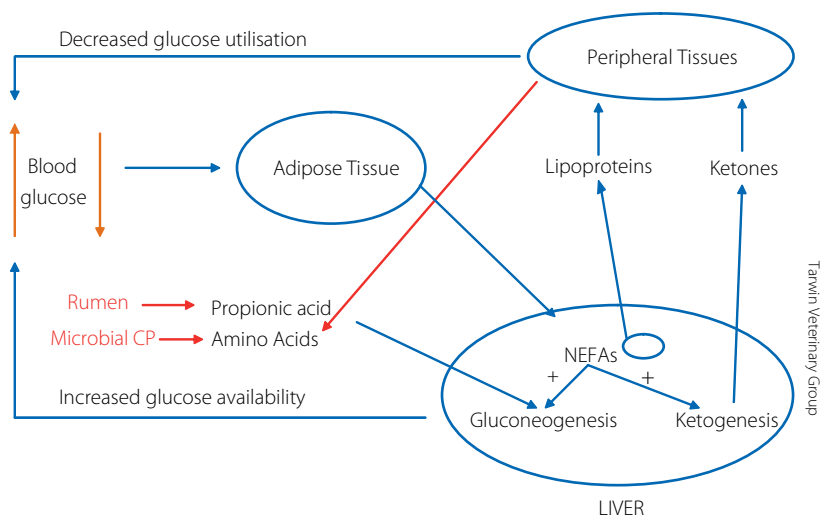 Decreased glucose utilisation
Peripheral Tissues
Blood
glucose
Adipose Tissue
Lipoproteins
Ketones
Rumen
Propionic acid
Microbial CP
Amino Acids
NEFAs
+
+
Increased glucose availability
Gluconeogenesis
Ketogenesis
LIVER
Tarwin Veterinary Group